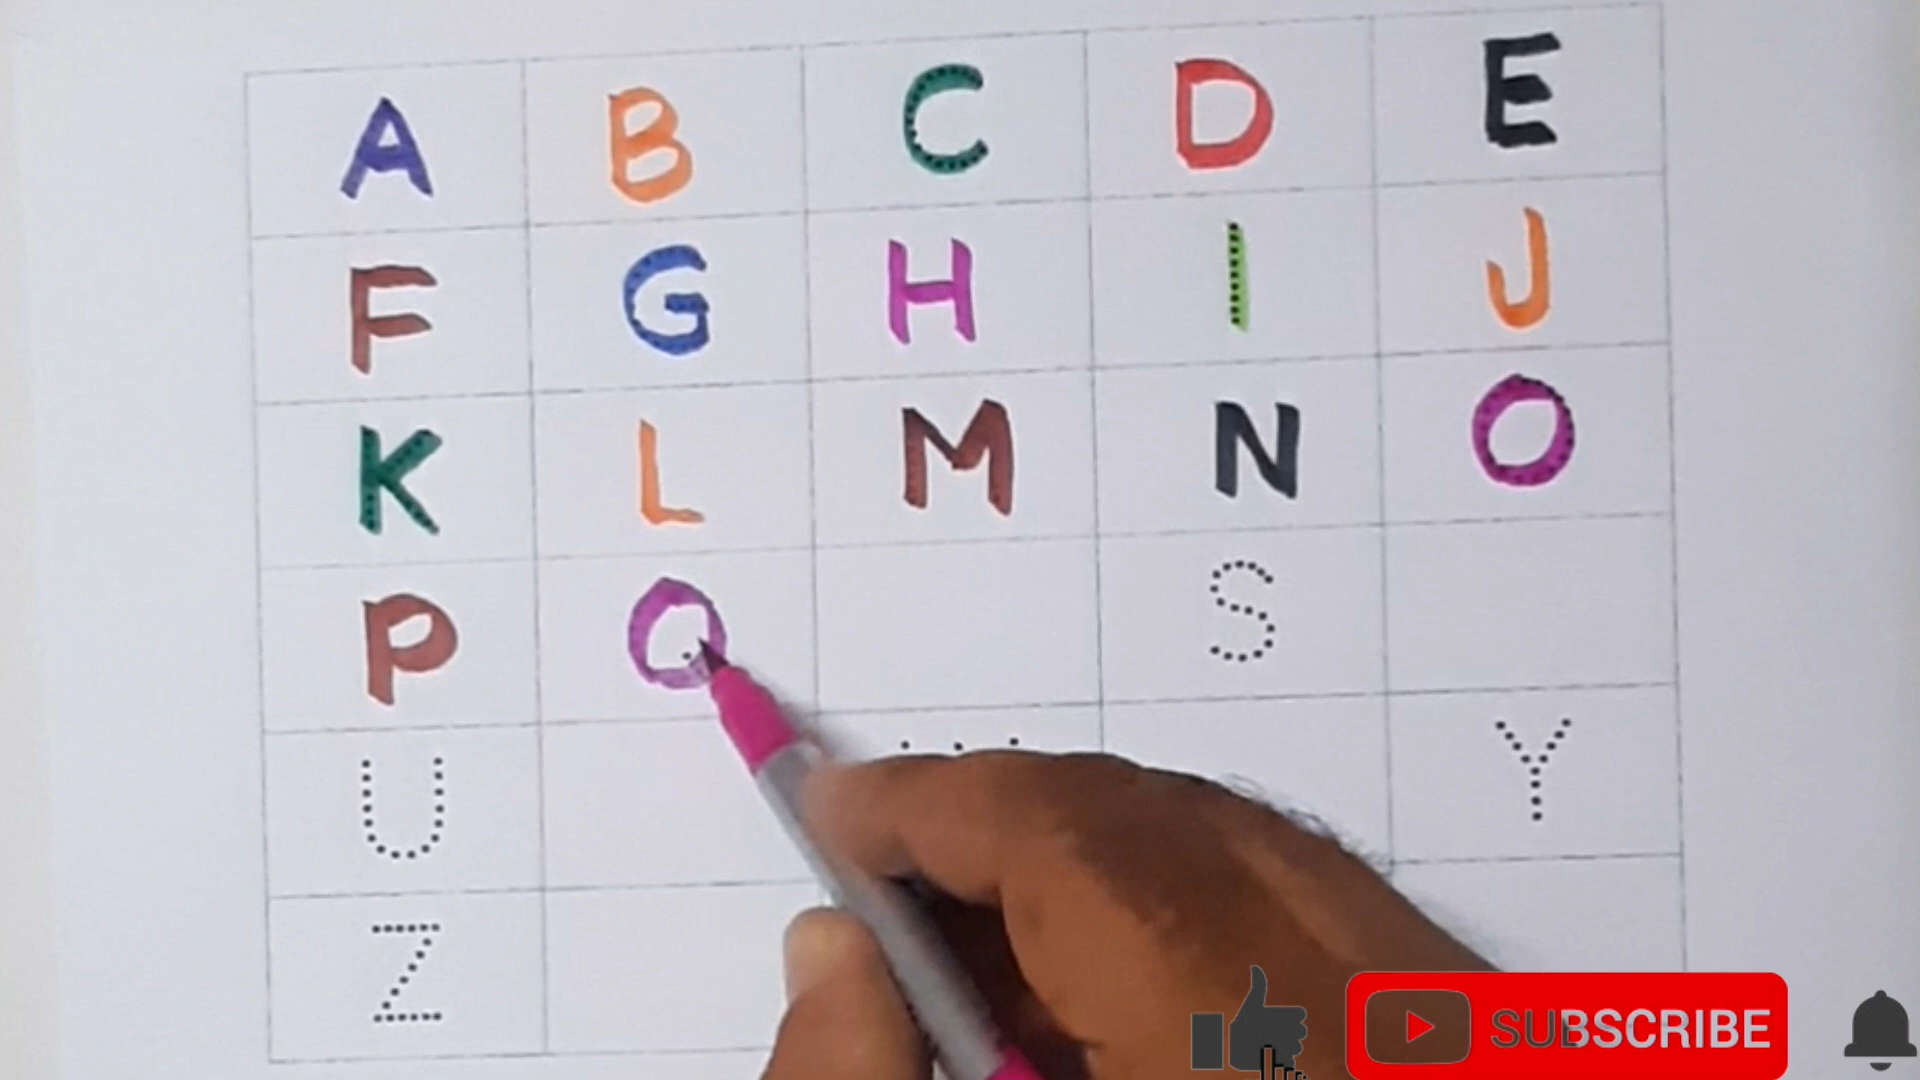 A B C D E
F G H I J
K L M N O
P Q S
U Y
Z
SUBSCRIBE